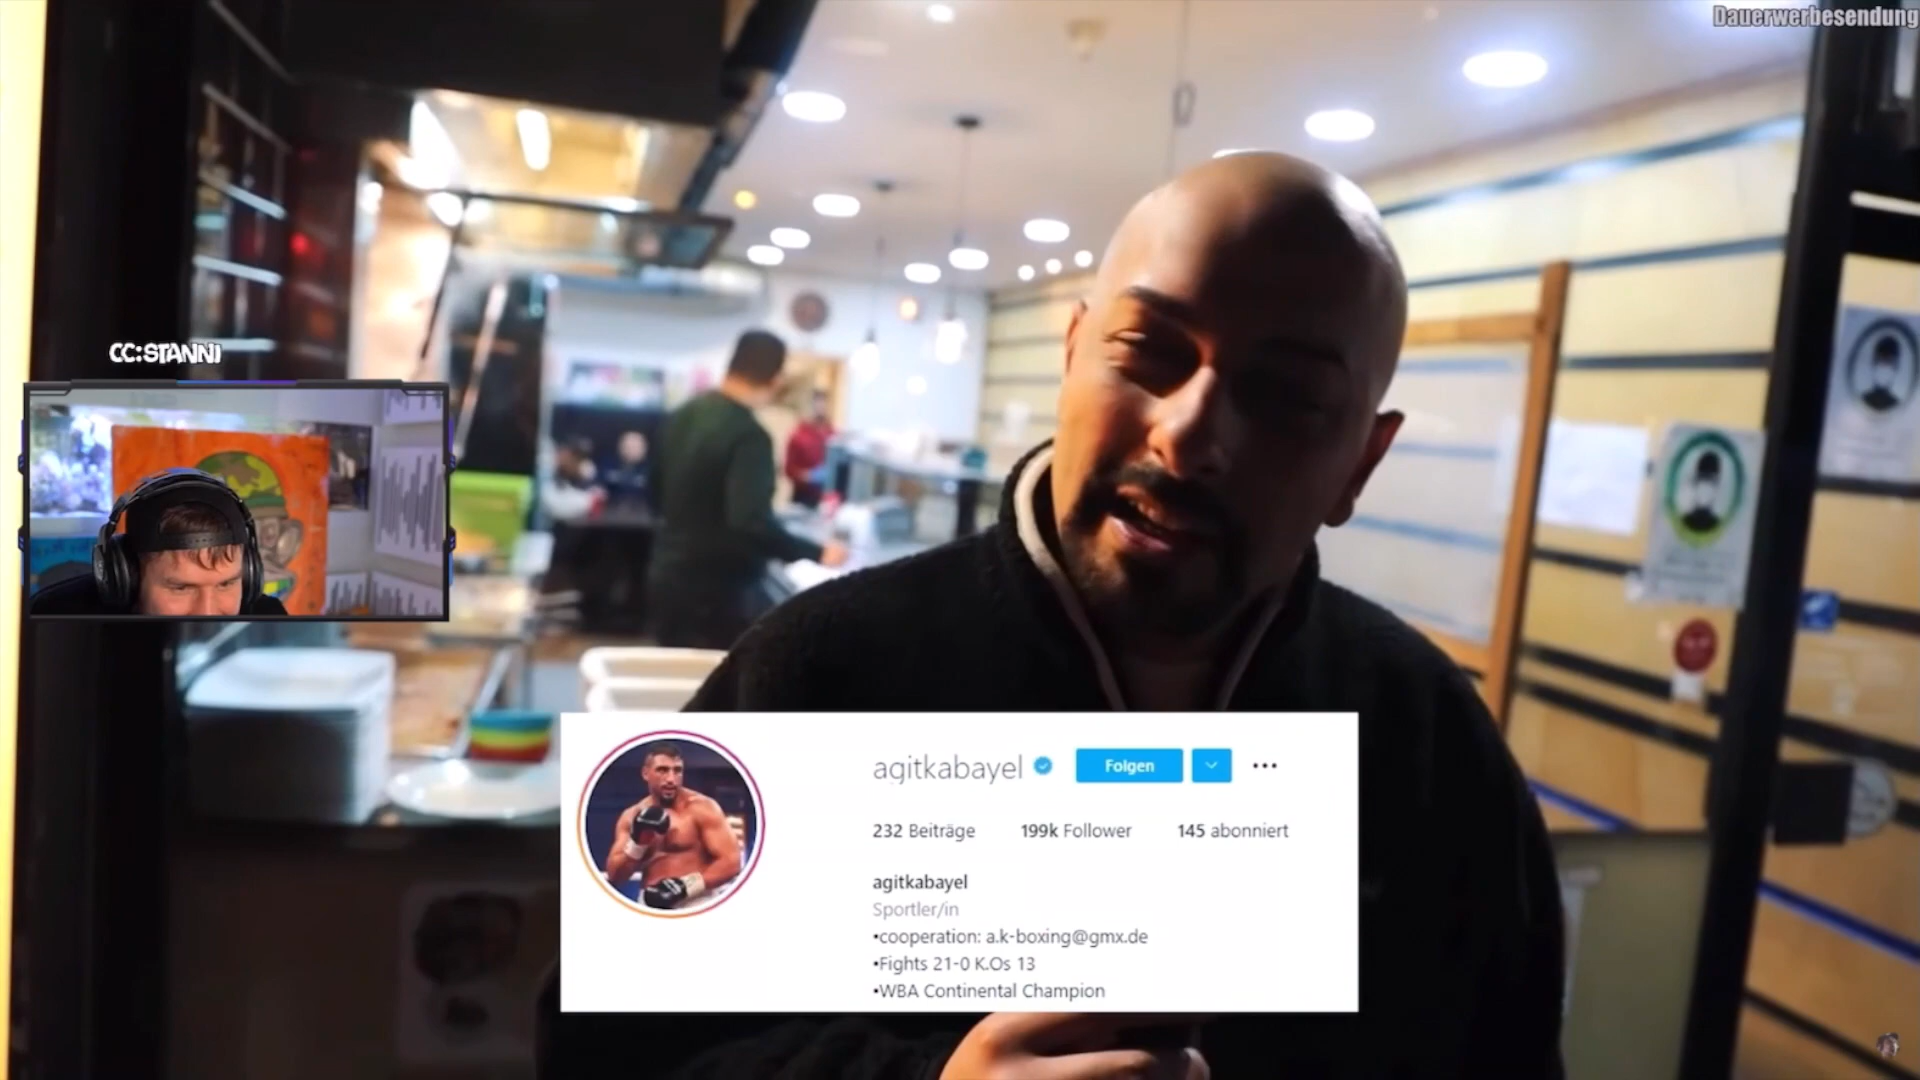 Dauerwerbesendung
CC:STANNI
agitkabayel Folgen
232 Beiträge 199k Follower 145 abonniert
agitkabayel
Sportler/in
•cooperation: a.k-boxing@gmx.de
•Fights 21-0 K.Os 13
•WBA Continental Champion